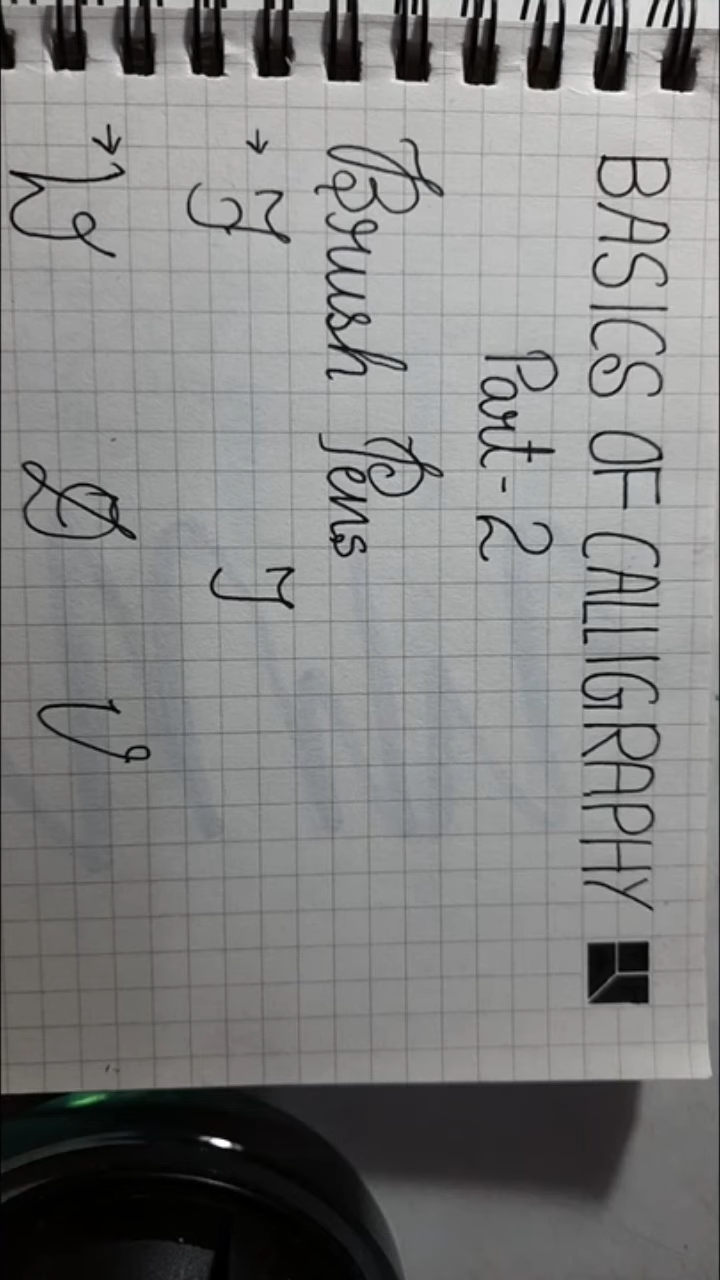 BASICS OF CALLIGRAPHY
Part-2
Brush Pens
→
→ V